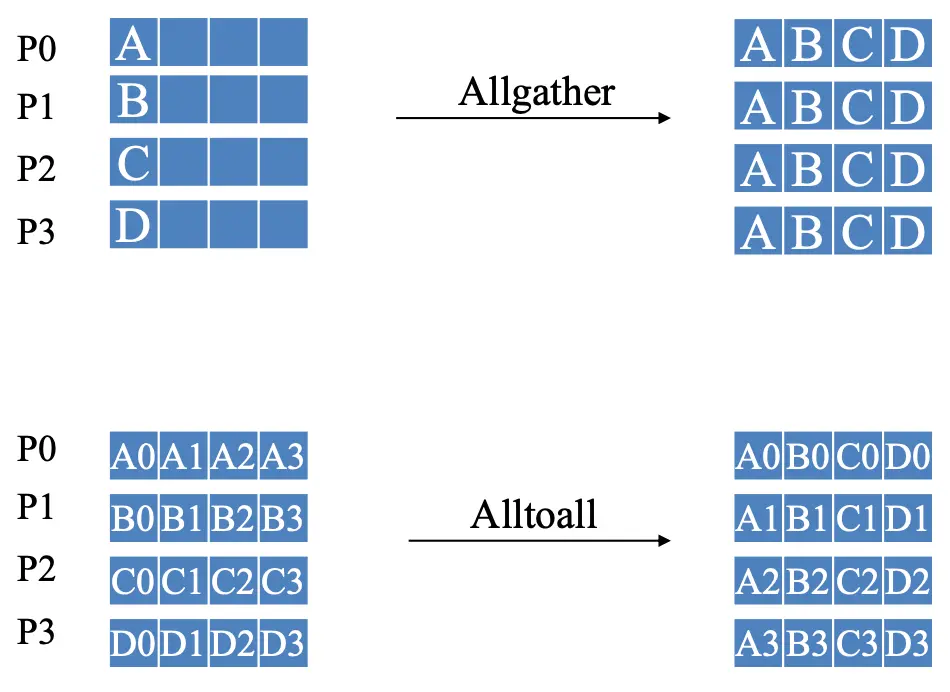 P0 A A B C D
Allgather
P1 B A B C D
P2 C A B C D
P3 D A B C D
P0 A0 A1 A2 A3 A0 B0 C0 D0
P1 B0 B1 B2 B3 Alltoall A1 B1 C1 D1
P2 C0 C1 C2 C3 A2 B2 C2 D2
P3 D0 D1 D2 D3 A3 B3 C3 D3